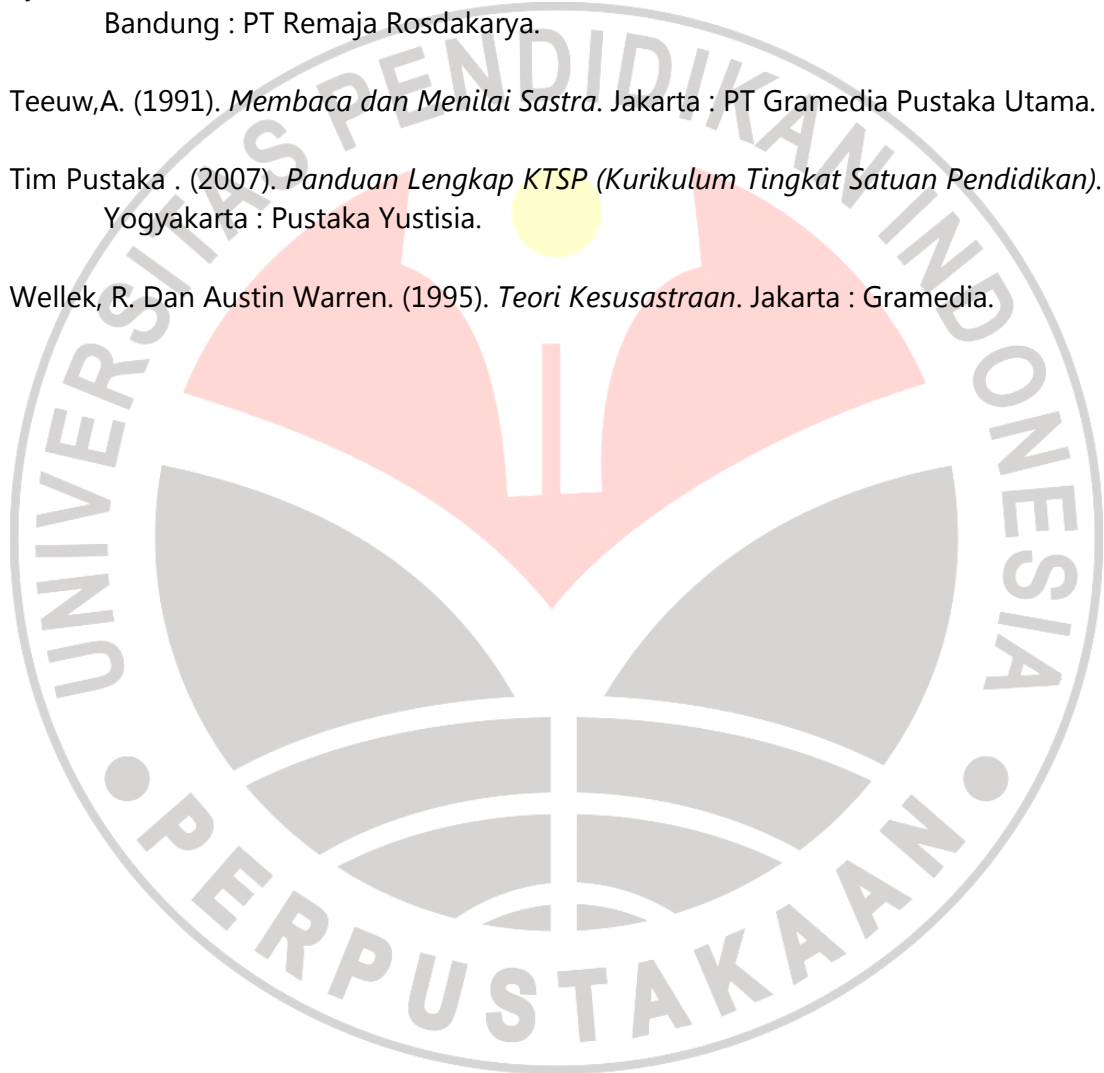 Bandung : PT Remaja Rosdakarya.
Teeuw,A. (1991). Membaca dan Menilai Sastra. Jakarta : PT Gramedia Pustaka Utama.
Tim Pustaka . (2007). Panduan Lengkap KTSP (Kurikulum Tingkat Satuan Pendidikan).
Yogyakarta : Pustaka Yustisia.
Wellek, R. Dan Austin Warren. (1995). Teori Kesusastraan. Jakarta : Gramedia.
UNIVERSITAS PENDIDIKAN INDONESIA
PERPUSTAKAAN